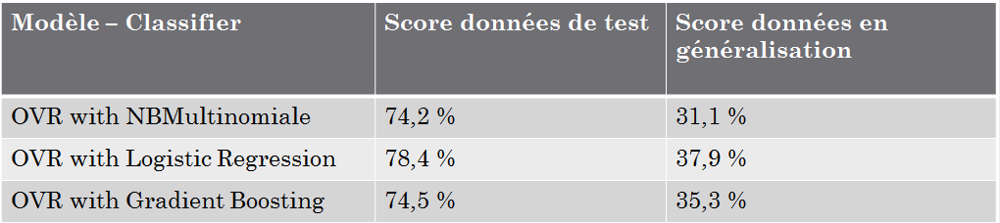 Modèle – Classifier
Score données de test
Score données en
généralisation
OVR with NBMultinomiale
74,2 %
31,1 %
OVR with Logistic Regression
78,4 %
37,9 %
OVR with Gradient Boosting
74,5 %
35,3 %